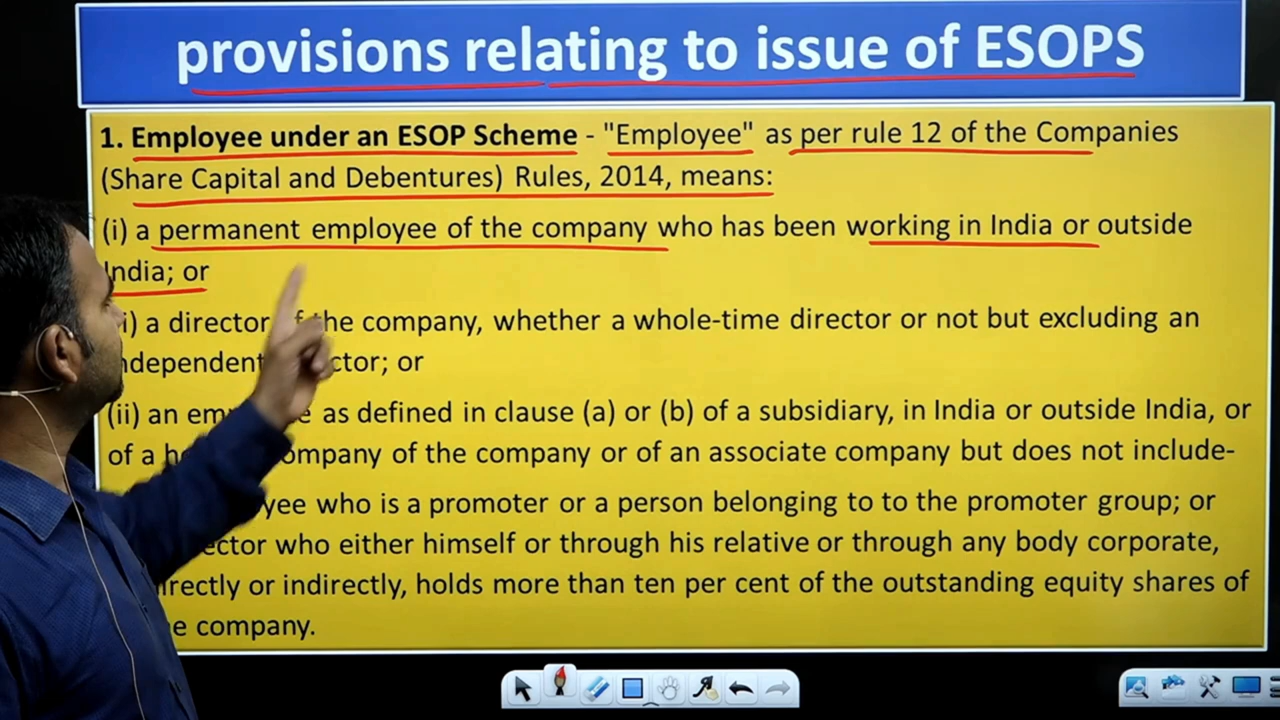 provisions relating to issue of ESOPS
1. Employee under an ESOP Scheme - "Employee" as per rule 12 of the Companies
(Share Capital and Debentures) Rules, 2014, means:
(i) a permanent employee of the company who has been working in India or outside
India; or
i) a director the company, whether a whole-time director or not but excluding an
ndependent ctor; or
(ii) an em e as defined in clause (a) or (b) of a subsidiary, in India or outside India, or
of a h ompany of the company or of an associate company but does not include-
yee who is a promoter or a person belonging to to the promoter group; or
ector who either himself or through his relative or through any body corporate,
irectly or indirectly, holds more than ten per cent of the outstanding equity shares of
e company.